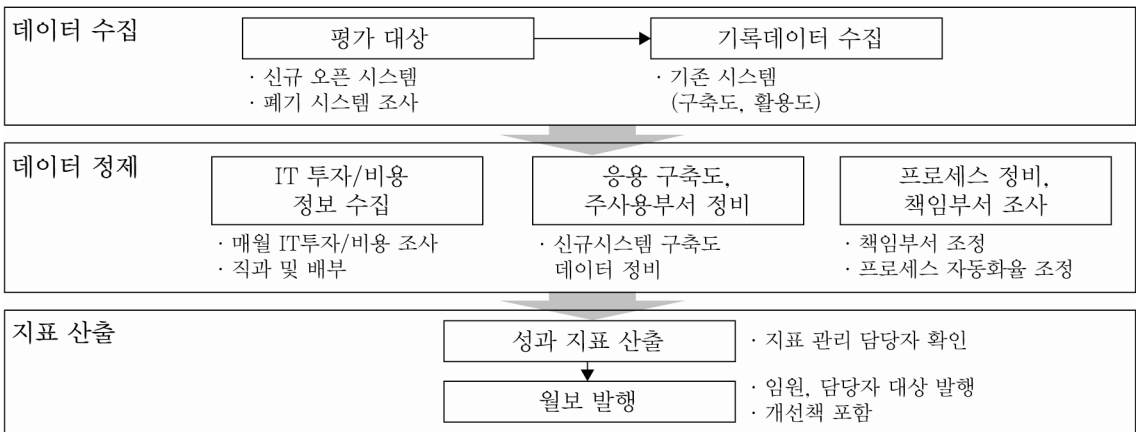 데이터 수집
평가 대상
기록데이터 수집
· 신규 오픈 시스템
· 폐기 시스템 조사
· 기존 시스템
(구축도, 활용도)
데이터 정제
IT 투자/비용
정보 수집
응용 구축도,
주사용부서 정비
프로세스 정비,
책임부서 조사
· 매월 IT투자/비용 조사
· 직과 및 배부
· 신규시스템 구축도
데이터 정비
· 책임부서 조정
· 프로세스 자동화율 조정
지표 산출
성과 지표 산출
· 지표 관리 담당자 확인
월보 발행
· 임원, 담당자 대상 발행
· 개선책 포함